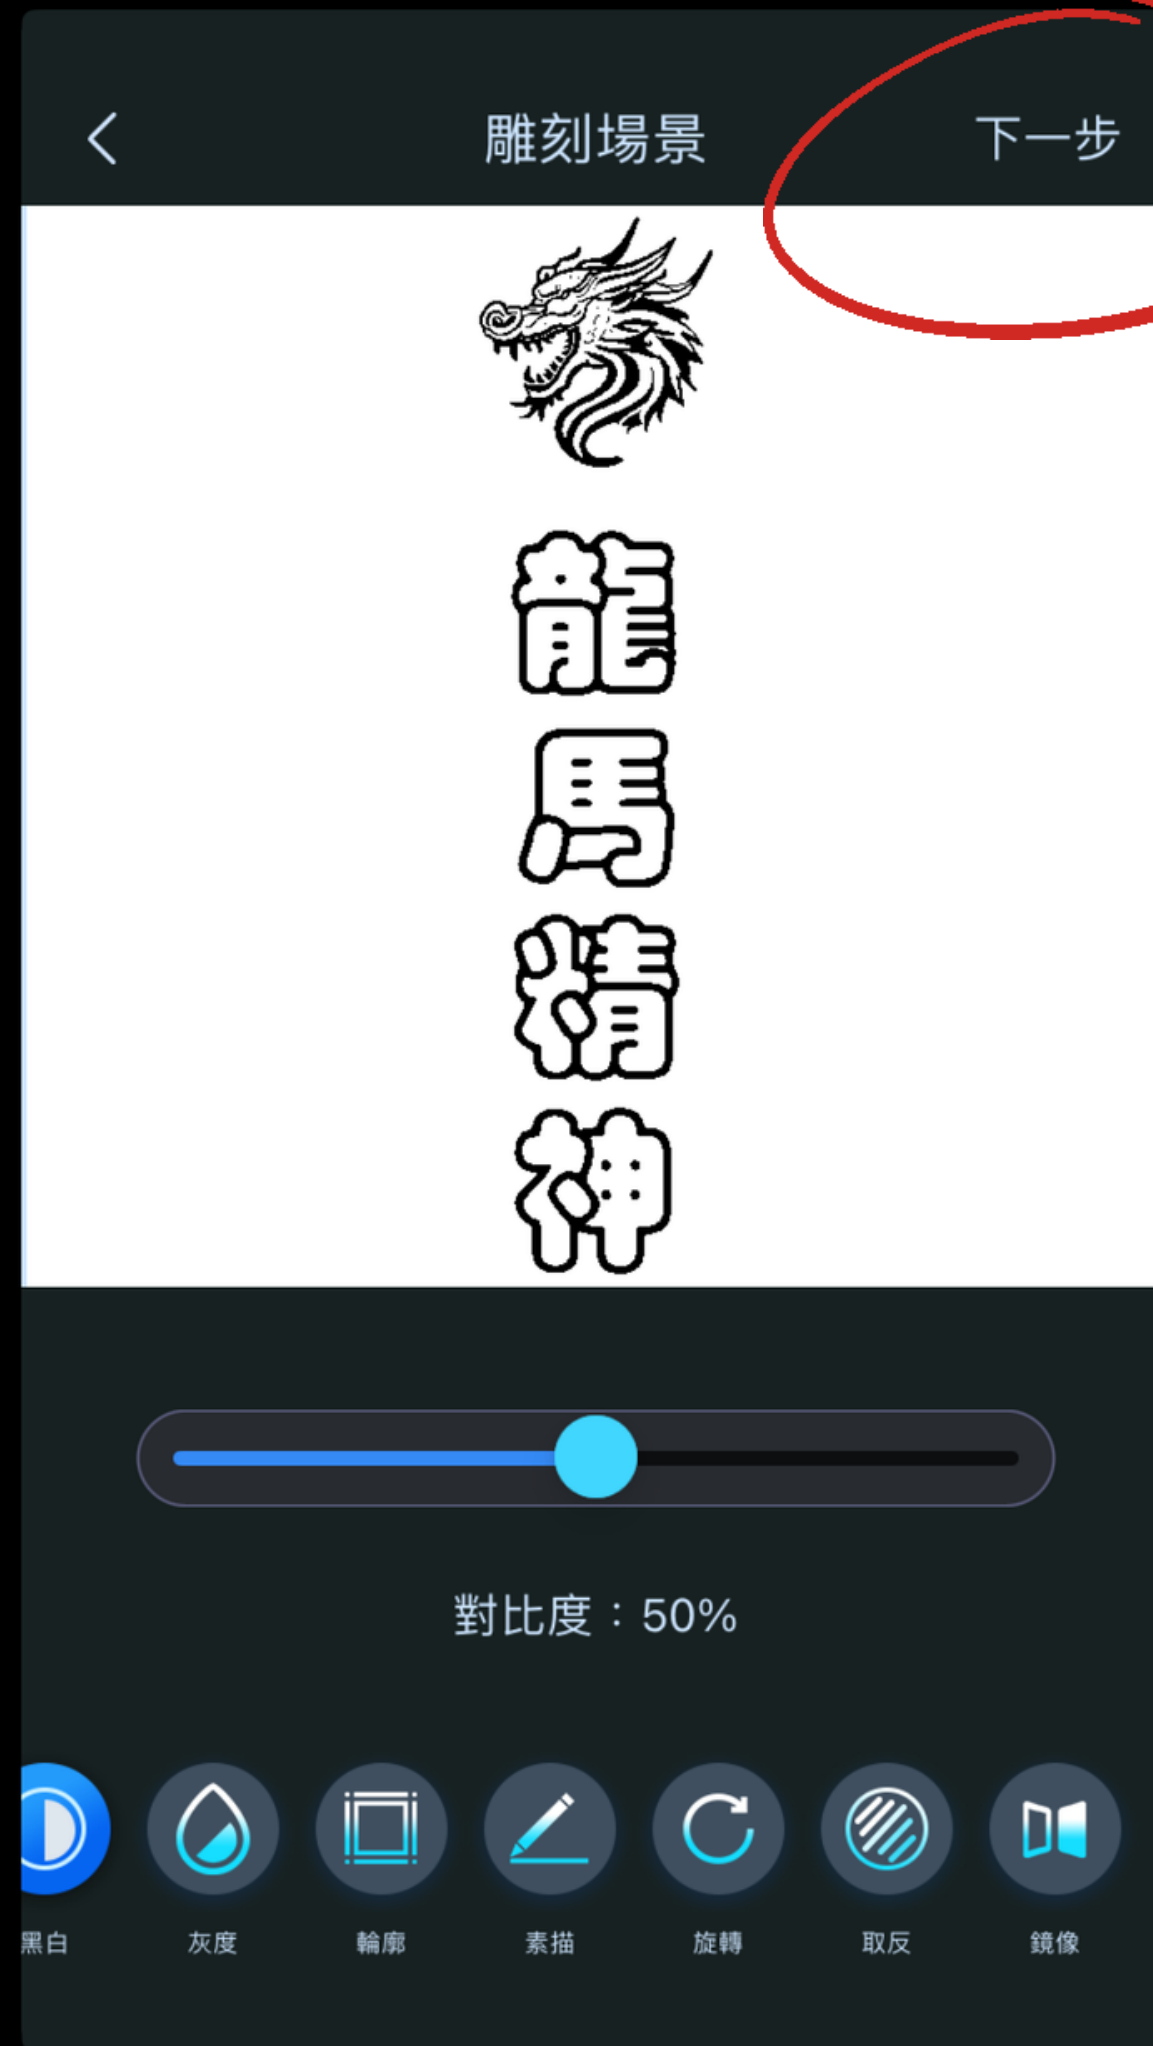 雕刻場景
下一步
龍
馬
精
神
對比度：50%
黑白
灰度
輪廓
素描
旋轉
取反
鏡像